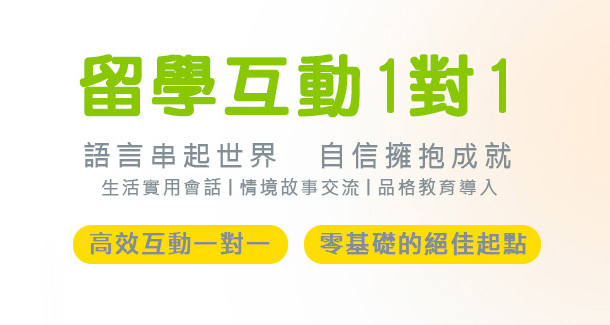 留學互動1對1
語言串起世界 自信擁抱成就
生活實用會話|情境故事交流|品格教育導入
高效互動一對一 零基礎的絕佳起點